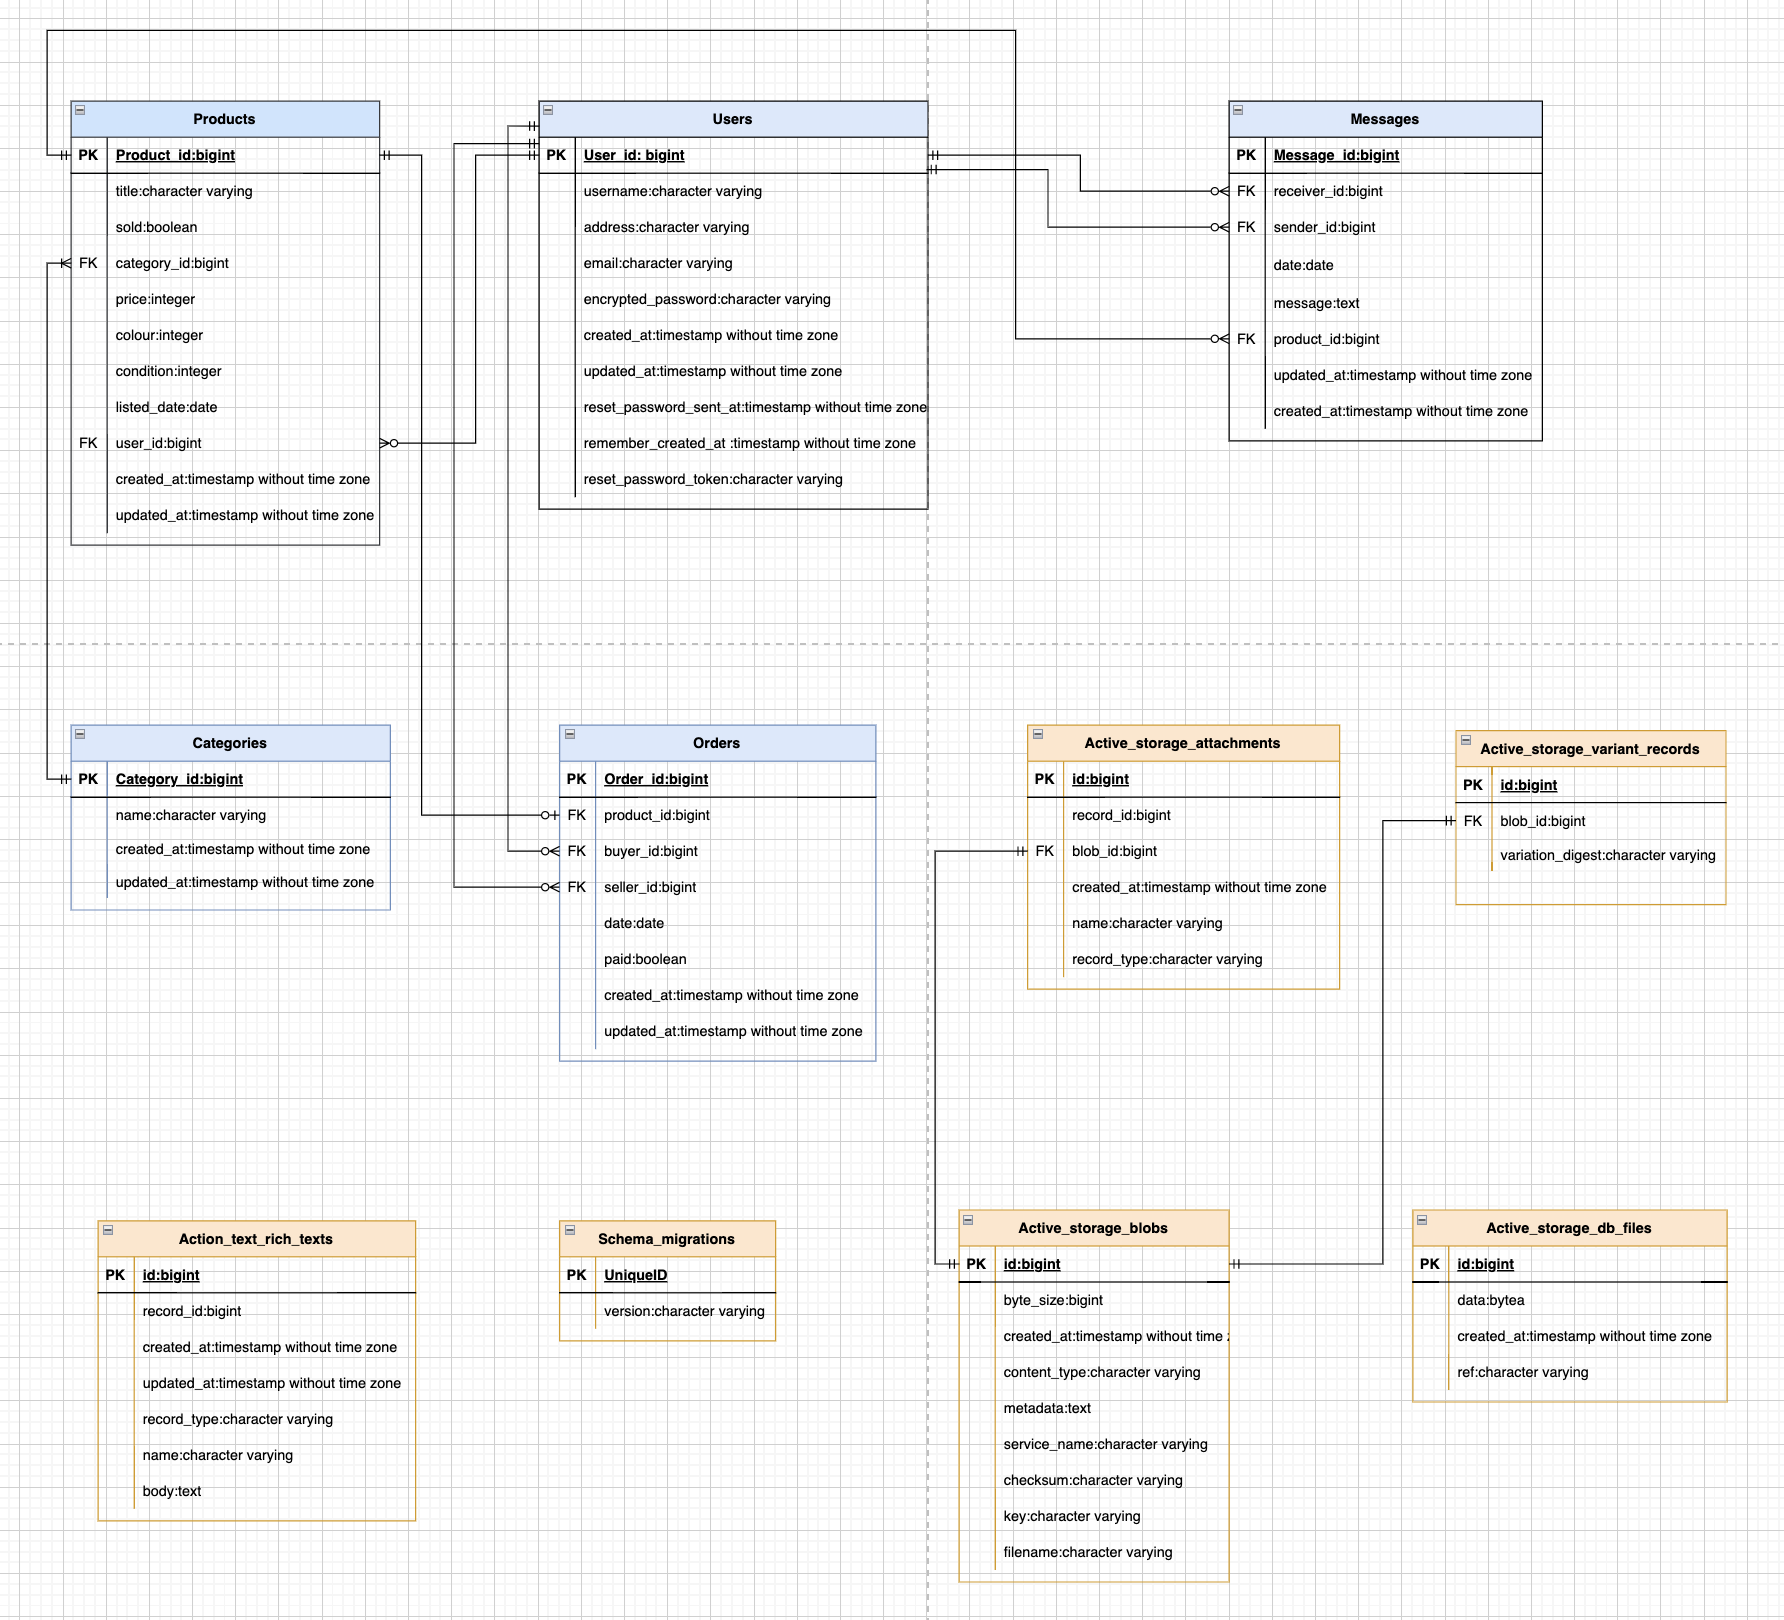 Products
PK Product_id:bigint
title:character varying
sold:boolean
FK category_id:bigint
price:integer
colour:integer
condition:integer
listed_date:date
FK user_id:bigint
created_at:timestamp without time zone
updated_at:timestamp without time zone
Users
PK User_id: bigint
username:character varying
address:character varying
email:character varying
encrypted_password:character varying
created_at:timestamp without time zone
updated_at:timestamp without time zone
reset_password_sent_at:timestamp without time zone
remember_created_at :timestamp without time zone
reset_password_token:character varying
Messages
PK Message_id:bigint
FK receiver_id:bigint
FK sender_id:bigint
date:date
message:text
FK product_id:bigint
updated_at:timestamp without time zone
created_at:timestamp without time zone
Categories
PK Category_id:bigint
name:character varying
created_at:timestamp without time zone
updated_at:timestamp without time zone
Orders
PK Order_id:bigint
FK product_id:bigint
FK buyer_id:bigint
FK seller_id:bigint
date:date
paid:boolean
created_at:timestamp without time zone
updated_at:timestamp without time zone
Active_storage_attachments
PK id:bigint
record_id:bigint
FK blob_id:bigint
created_at:timestamp without time zone
name:character varying
record_type:character varying
Active_storage_variant_records
PK id:bigint
FK blob_id:bigint
variation_digest:character varying
Action_text_rich_texts
PK id:bigint
record_id:bigint
created_at:timestamp without time zone
updated_at:timestamp without time zone
record_type:character varying
name:character varying
body:text
Schema_migrations
PK UniqueID
version:character varying
Active_storage_blobs
PK id:bigint
byte_size:bigint
created_at:timestamp without time
content_type:character varying
metadata:text
service_name:character varying
checksum:character varying
key:character varying
filename:character varying
Active_storage_db_files
PK id:bigint
data:bytea
created_at:timestamp without time zone
ref:character varying